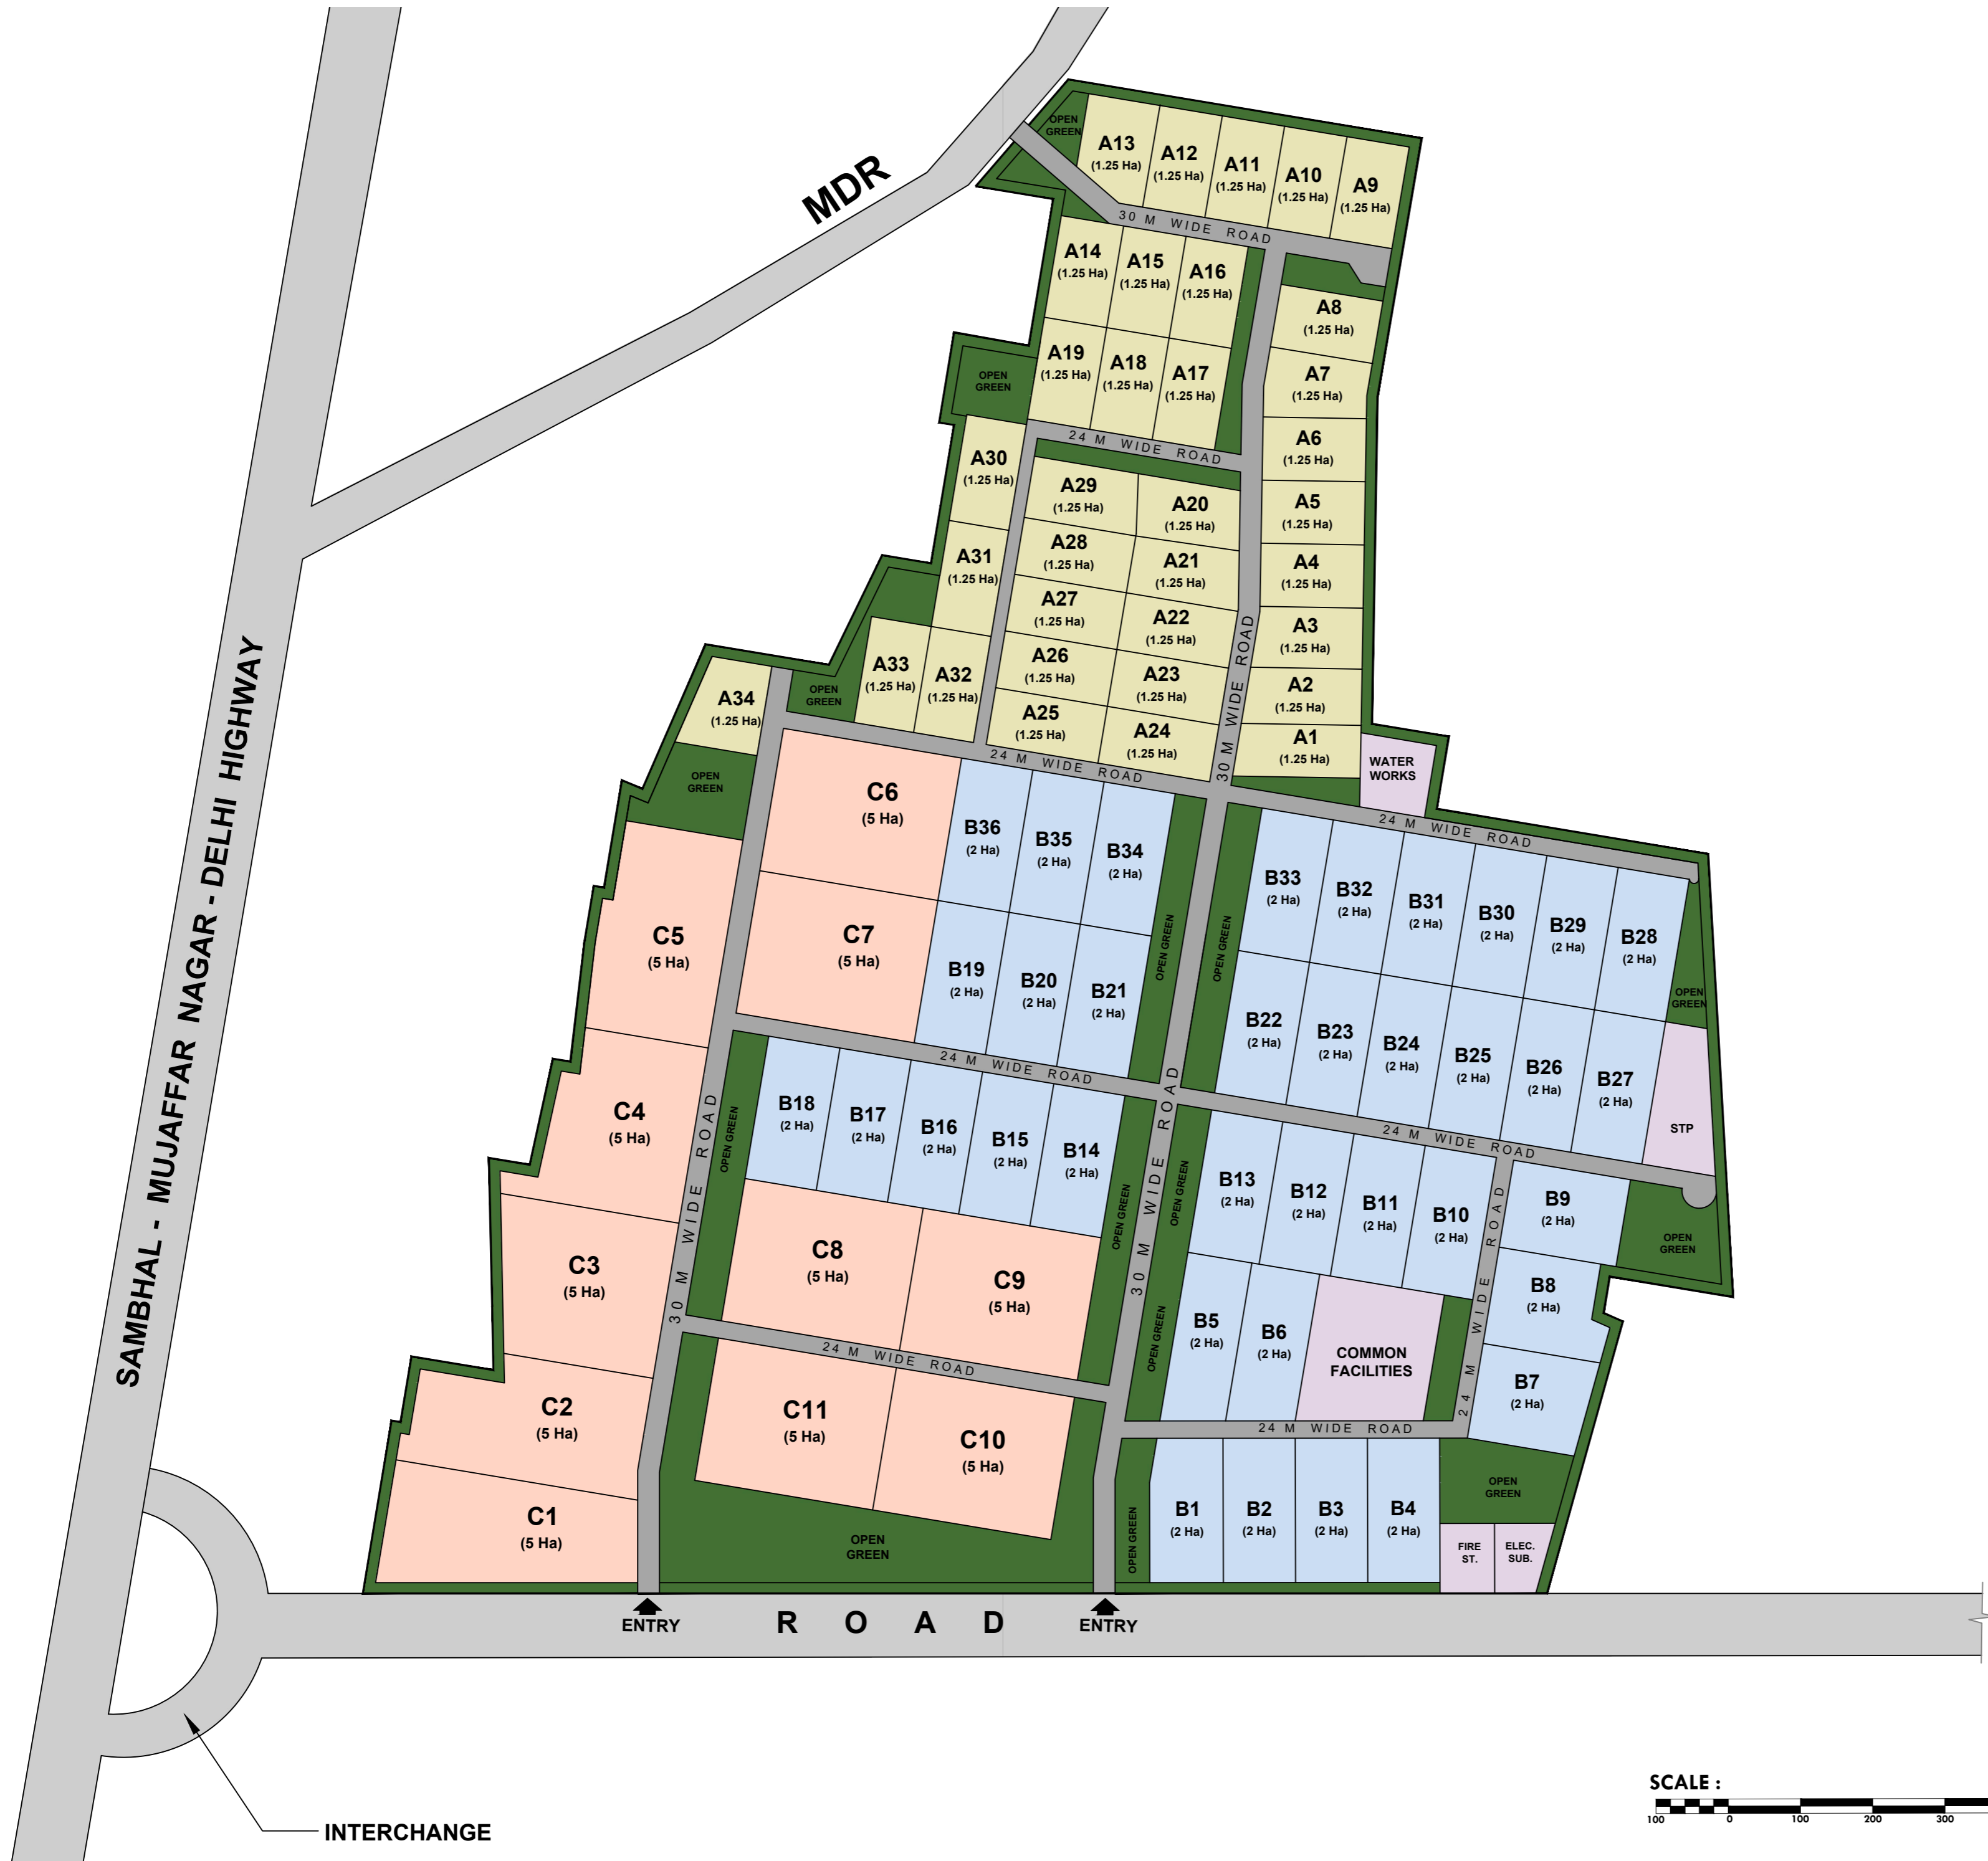 MDR
OPEN
GREEN
A13
(1.25 Ha)
A12
(1.25 Ha)
A11
(1.25 Ha)
A10
(1.25 Ha)
A9
(1.25 Ha)
30 M WIDE ROAD
A14
(1.25 Ha)
A15
(1.25 Ha)
A16
(1.25 Ha)
A8
(1.25 Ha)
A19
(1.25 Ha)
A18
(1.25 Ha)
A17
(1.25 Ha)
A7
(1.25 Ha)
OPEN
GREEN
24 M WIDE ROAD
A6
(1.25 Ha)
A30
(1.25 Ha)
A29
(1.25 Ha)
A20
(1.25 Ha)
A5
(1.25 Ha)
A31
(1.25 Ha)
A28
(1.25 Ha)
A21
(1.25 Ha)
A4
(1.25 Ha)
A27
(1.25 Ha)
A22
(1.25 Ha)
A3
(1.25 Ha)
30 M WIDE ROAD
A33
(1.25 Ha)
A32
(1.25 Ha)
A26
(1.25 Ha)
A23
(1.25 Ha)
A2
(1.25 Ha)
A34
(1.25 Ha)
OPEN
GREEN
A25
(1.25 Ha)
A24
(1.25 Ha)
A1
(1.25 Ha)
WATER
WORKS
24 M WIDE ROAD
OPEN
GREEN
24 M WIDE ROAD
SAMBHAL - MUJAFFAR NAGAR - DELHI HIGHWAY
C6
(5 Ha)
B36
(2 Ha)
B35
(2 Ha)
B34
(2 Ha)
B33
(2 Ha)
B32
(2 Ha)
B31
(2 Ha)
B30
(2 Ha)
B29
(2 Ha)
B28
(2 Ha)
OPEN GREEN
OPEN GREEN
C5
(5 Ha)
C7
(5 Ha)
B19
(2 Ha)
B20
(2 Ha)
B21
(2 Ha)
OPEN
GREEN
B22
(2 Ha)
B23
(2 Ha)
B24
(2 Ha)
B25
(2 Ha)
B26
(2 Ha)
B27
(2 Ha)
STP
24 M WIDE ROAD
24 M WIDE ROAD
C4
(5 Ha)
OPEN GREEN
B18
(2 Ha)
B17
(2 Ha)
B16
(2 Ha)
B15
(2 Ha)
B14
(2 Ha)
30 M WIDE ROAD
30 M WIDE ROAD
OPEN GREEN
OPEN GREEN
B13
(2 Ha)
B12
(2 Ha)
B11
(2 Ha)
B10
(2 Ha)
B9
(2 Ha)
OPEN
GREEN
C3
(5 Ha)
C8
(5 Ha)
C9
(5 Ha)
24 M WIDE ROAD
B8
(2 Ha)
OPEN GREEN
B5
(2 Ha)
B6
(2 Ha)
COMMON
FACILITIES
24 M WIDE ROAD
B7
(2 Ha)
C2
(5 Ha)
C11
(5 Ha)
C10
(5 Ha)
24 M WIDE ROAD
OPEN
GREEN
C1
(5 Ha)
OPEN
GREEN
OPEN GREEN
B1
(2 Ha)
B2
(2 Ha)
B3
(2 Ha)
B4
(2 Ha)
FIRE
ST.
ELEC.
SUB.
ENTRY
ROAD
ENTRY
INTERCHANGE
SCALE :
100 0 100 200 300